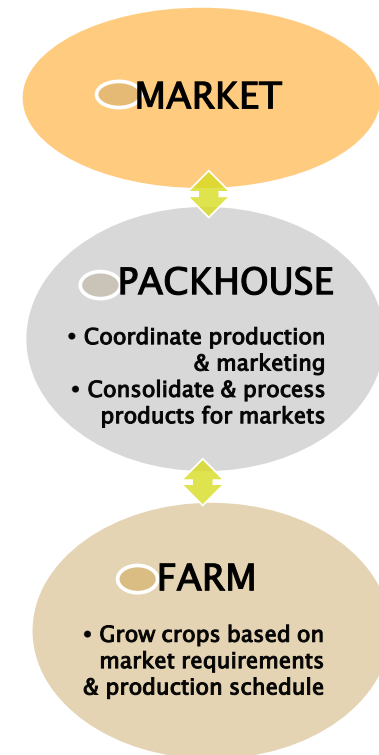 MARKET
PACKHOUSE
• Coordinate production
& marketing
• Consolidate & process
products for markets
FARM
• Grow crops based on
market requirements
& production schedule